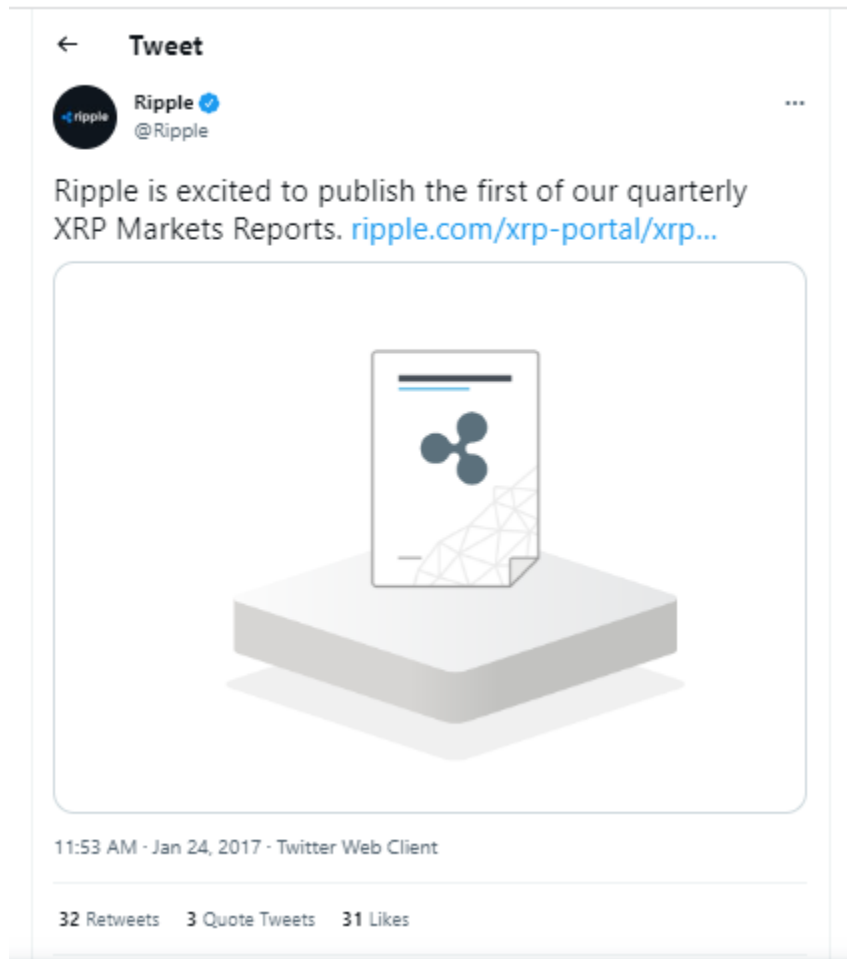 ← Tweet
ripple
Ripple
@Ripple
...
Ripple is excited to publish the first of our quarterly
XRP Markets Reports. ripple.com/xrp-portal/xrp...
11:53 AM · Jan 24, 2017 · Twitter Web Client
32 Retweets 3 Quote Tweets 31 Likes